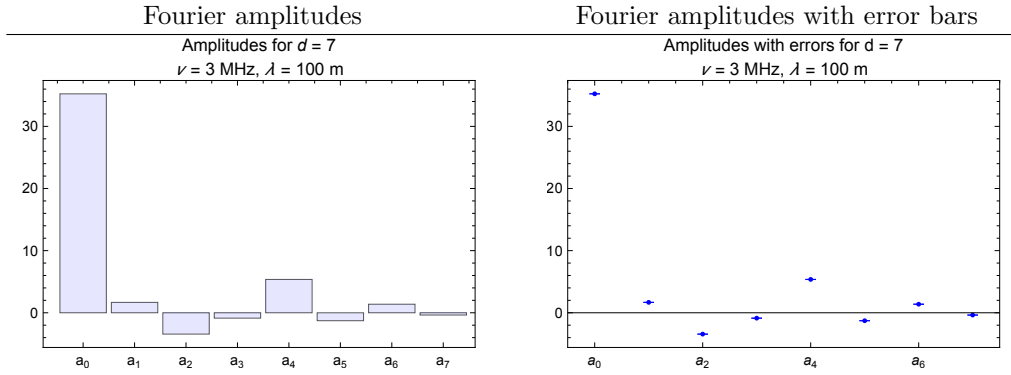 Fourier amplitudes
Amplitudes for d = 7
ν = 3 MHz, λ = 100 m
30
20
10
0
a₀ a₁ a₂ a₃ a₄ a₅ a₆ a₇
Fourier amplitudes with error bars
Amplitudes with errors for d = 7
ν = 3 MHz, λ = 100 m
30
20
10
0
a₀ a₂ a₄ a₆